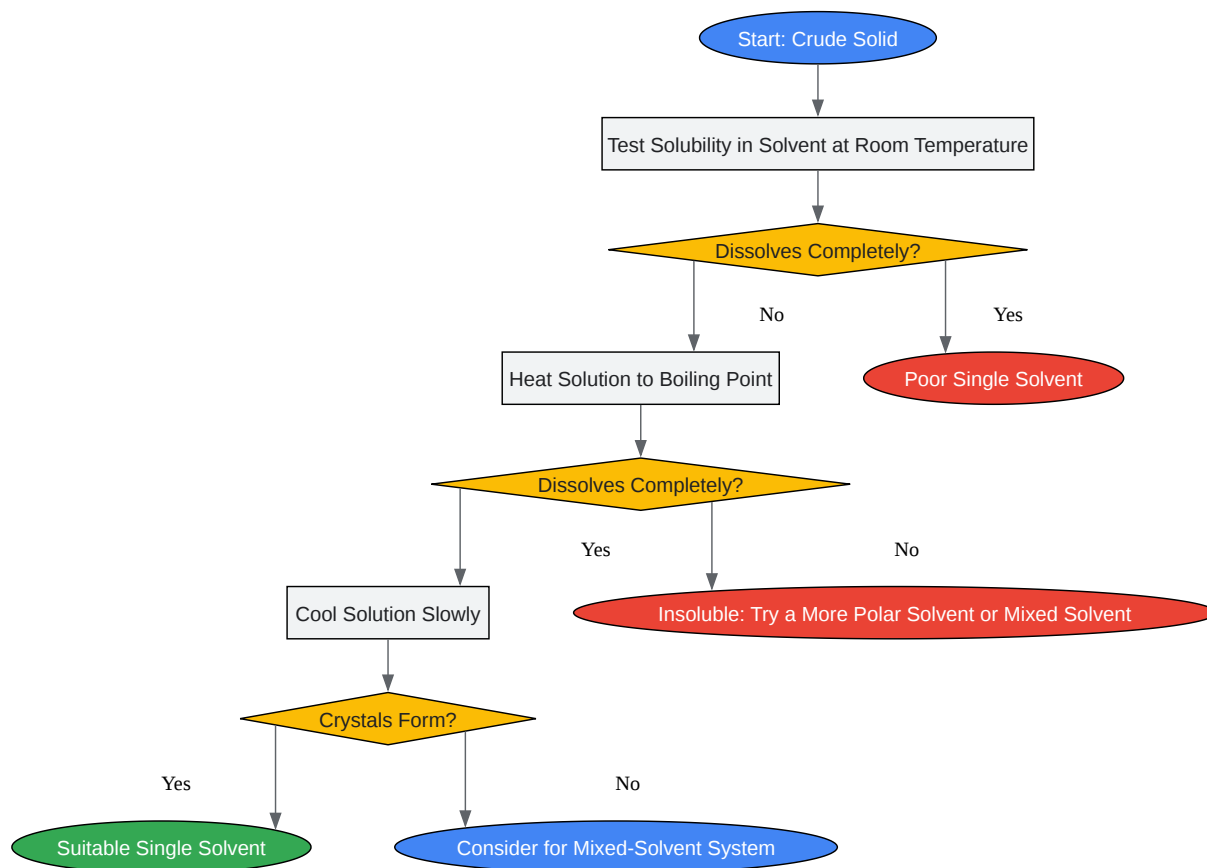 Start: Crude Solid
Test Solubility in Solvent at Room Temperature
Dissolves Completely?
No
Yes
Heat Solution to Boiling Point
Poor Single Solvent
Dissolves Completely?
Yes
No
Cool Solution Slowly
Insoluble: Try a More Polar Solvent or Mixed Solvent
Crystals Form?
Yes
No
Suitable Single Solvent
Consider for Mixed-Solvent System